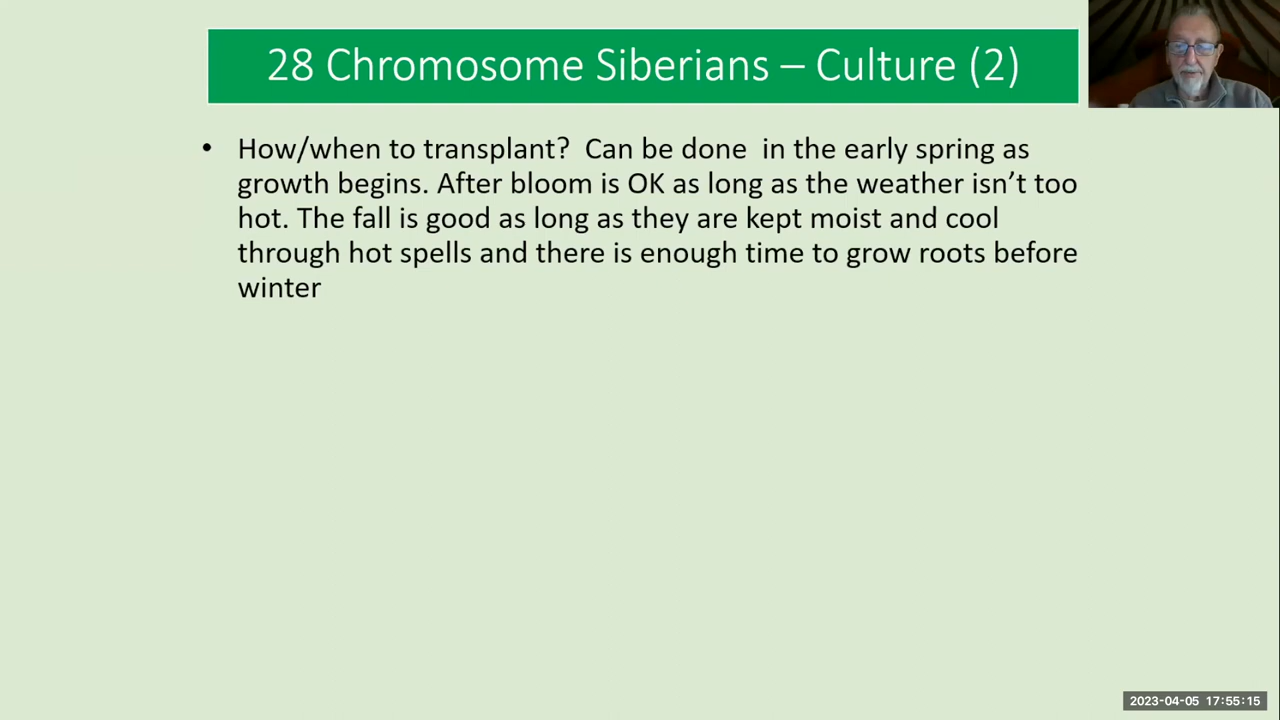 28 Chromosome Siberians – Culture (2)
• How/when to transplant?  Can be done  in the early spring as
growth begins. After bloom is OK as long as the weather isn’t too
hot. The fall is good as long as they are kept moist and cool
through hot spells and there is enough time to grow roots before
winter
2023-04-05 17:55:15